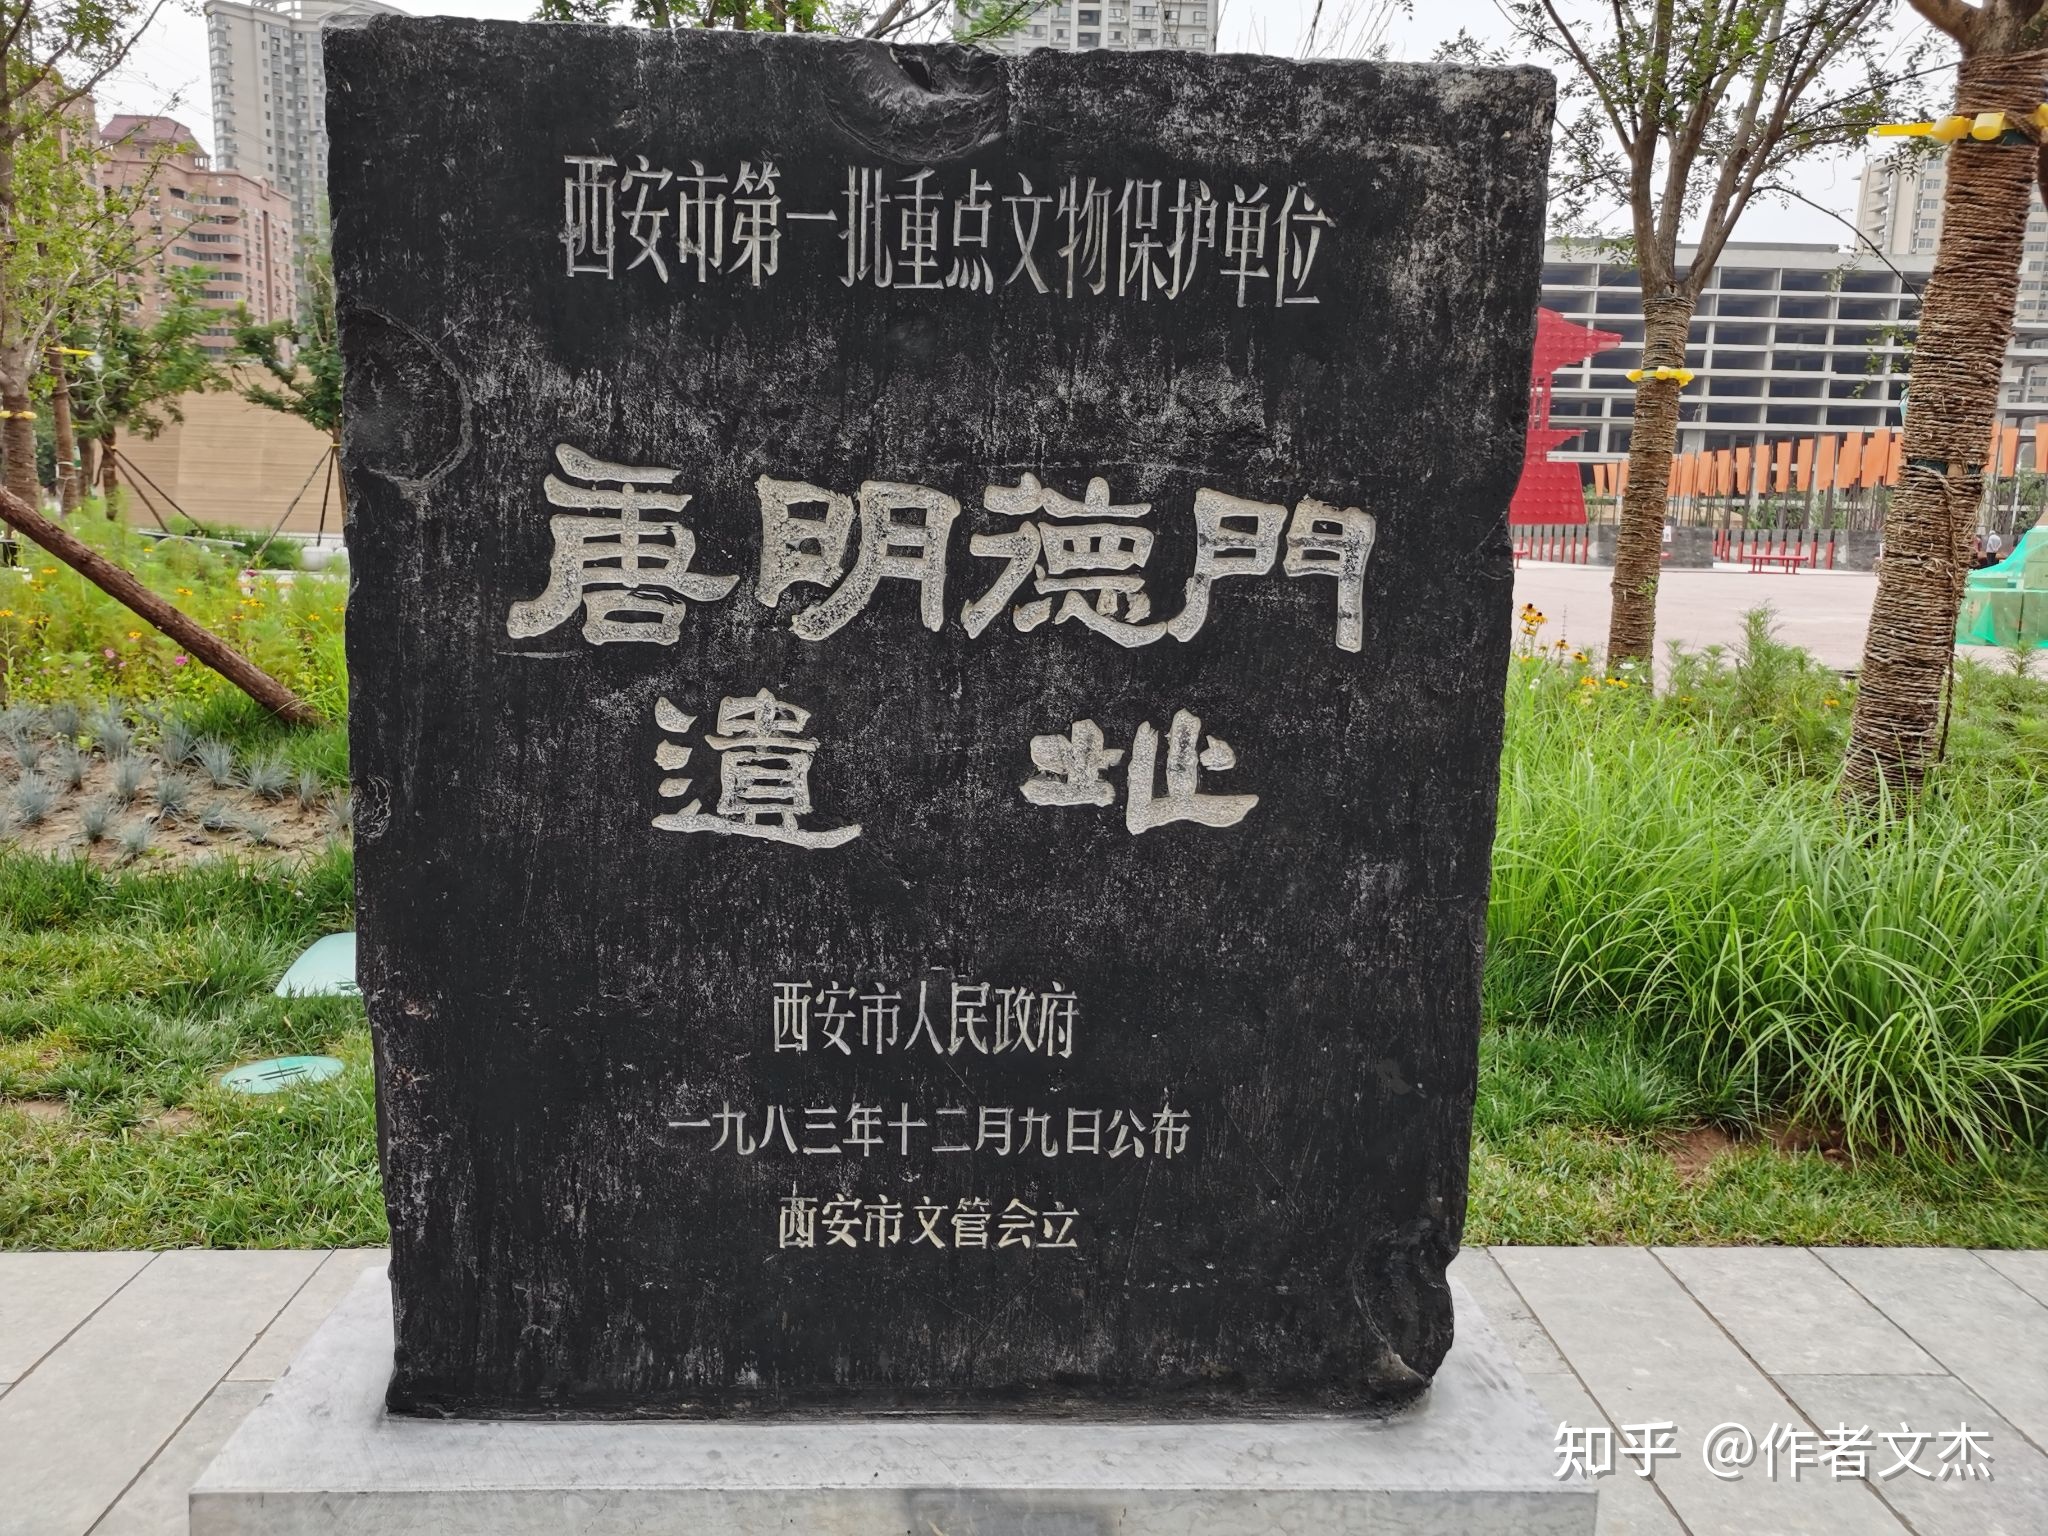 西安市第一批重点文物保护单位
唐明德門
遺址
西安市人民政府
一九八三年十二月九日公布
西安市文管会立
知乎 @作者文杰